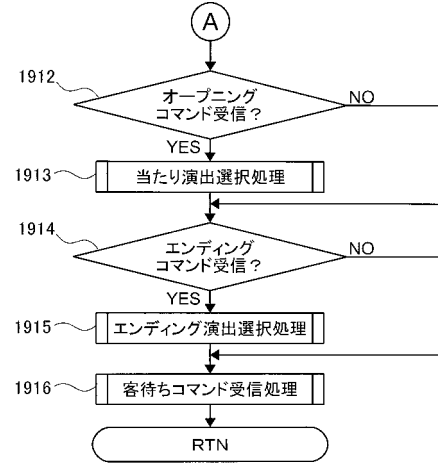 A
1912
オープニング
コマンド受信?
NO
YES
1913
当たり演出選択処理
1914
エンディング
コマンド受信?
NO
YES
1915
エンディング演出選択処理
1916
客待ちコマンド受信処理
RTN